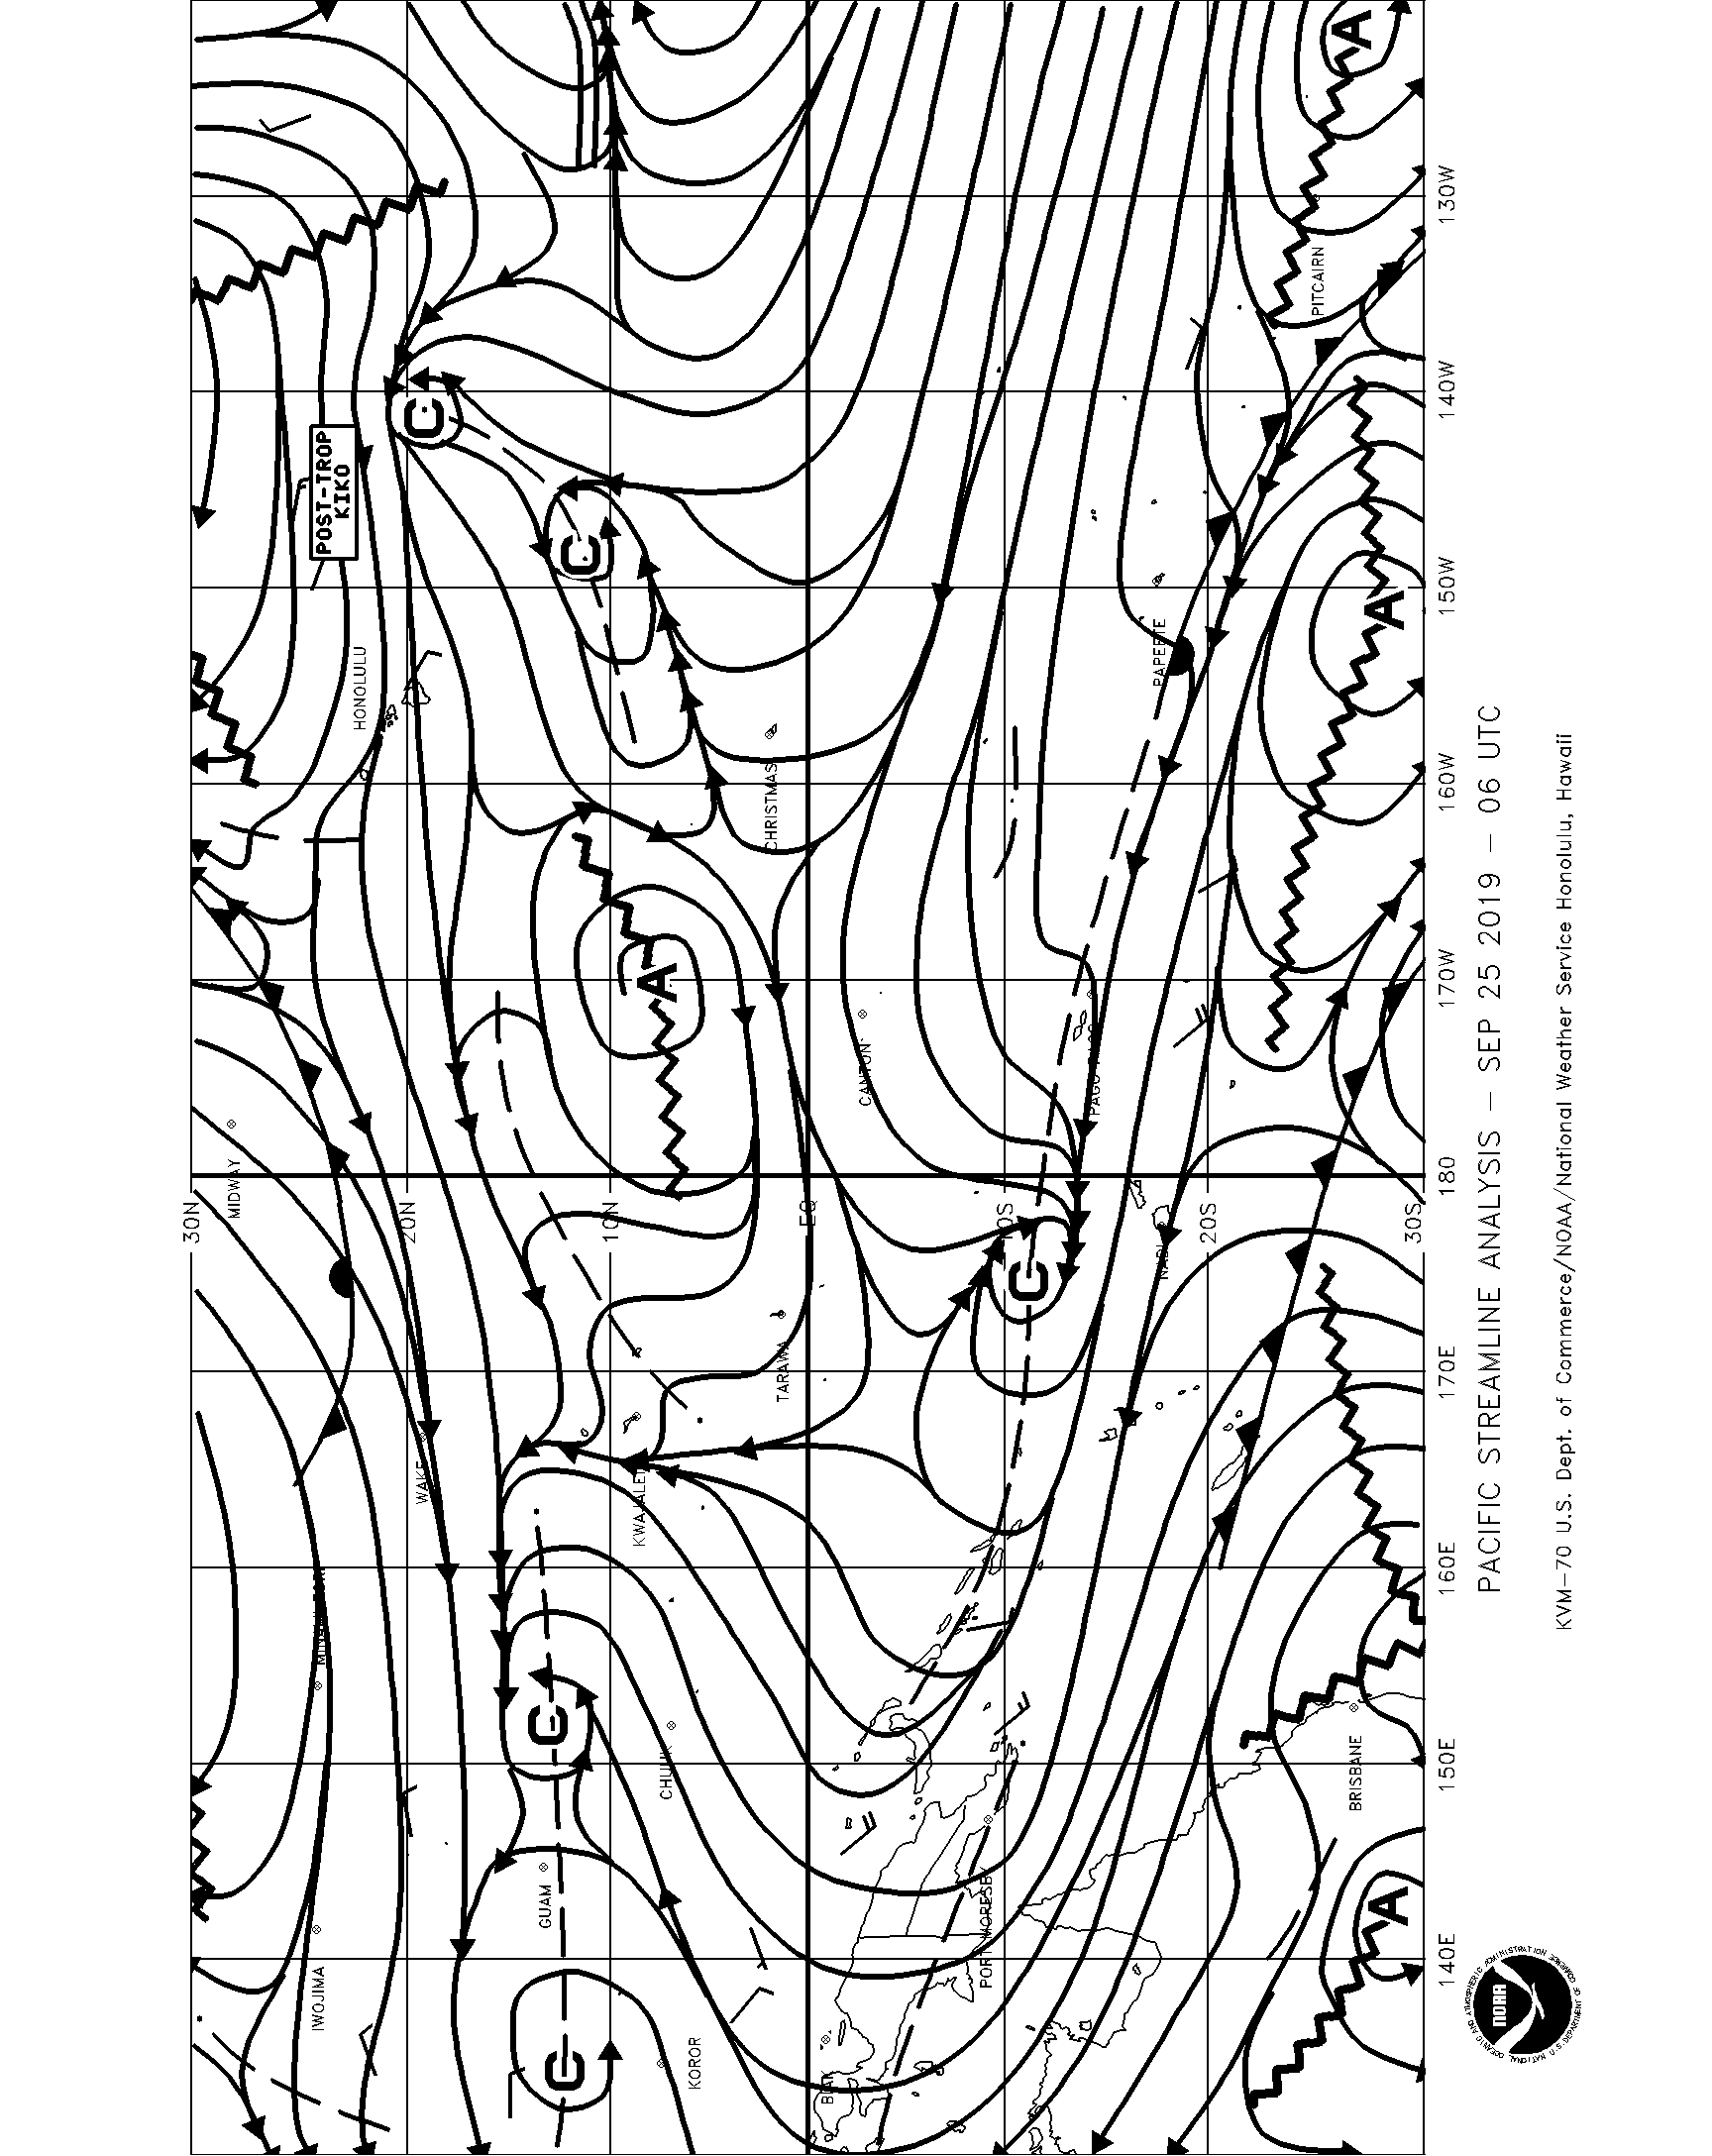 30N
20N
10N
EQ
10S
20S
30S
130W
140W
150W
160W
170W
180
170E
160E
150E
140E
POST-TROP
KIKO
HONOLULU
MIDWAY
WAKE
IWOJIMA
GUAM
KOROR
CHUUK
KWAJALEIN
TARAWA
CHRISTMAS
CANTON
PAPEETE
PITCAIRN
PAGO PAGO
NADI
PORT MORESBY
BIAK
BRISBANE
C
C
C
C
C
A
A
A
A
PACIFIC STREAMLINE ANALYSIS – SEP 25 2019 – 06 UTC
KVM-70 U.S. Dept. of Commerce/NOAA/National Weather Service Honolulu, Hawaii
NOAA
NATIONAL OCEANIC AND ATMOSPHERIC ADMINISTRATION
U.S. DEPARTMENT OF COMMERCE